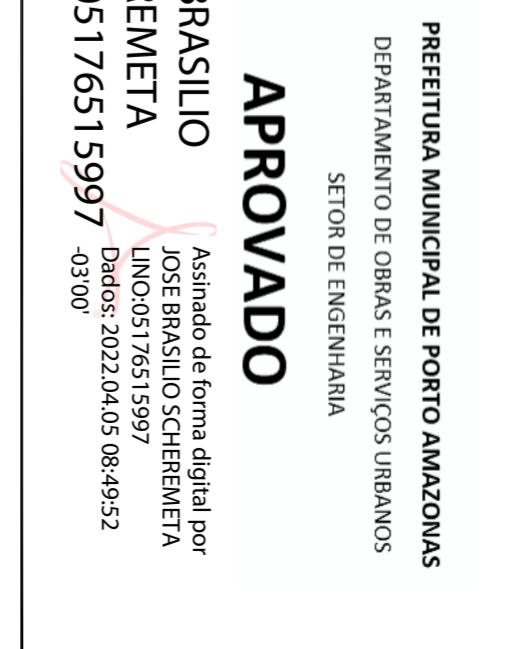 PREFEITURA MUNICIPAL DE PORTO AMAZONAS
DEPARTAMENTO DE OBRAS E SERVIÇOS URBANOS
SETOR DE ENGENHARIA
APROVADO
BRASILIO
REMETA
05176515997
Assinado de forma digital por
JOSE BRASILIO SCHEREMETA
LINO:05176515997
Dados: 2022.04.05 08:49:52
-03'00'